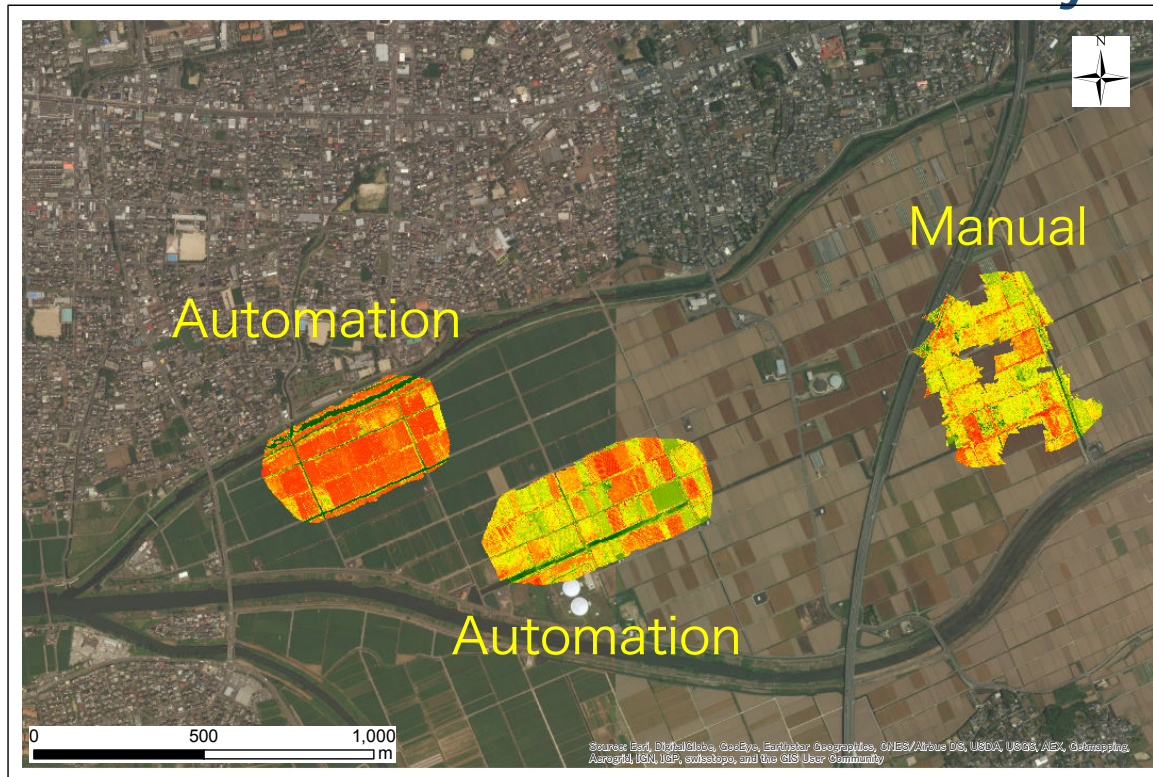 N
Manual
Automation
Automation
0 500 1,000
m
Source: Esri, DigitalGlobe, GeoEye, Earthstar Geographics, CNES/Airbus DS, USDA, USGS, AEX, Getmapping,
Aerogrid, IGN, IGP, swisstopo, and the GIS User Community